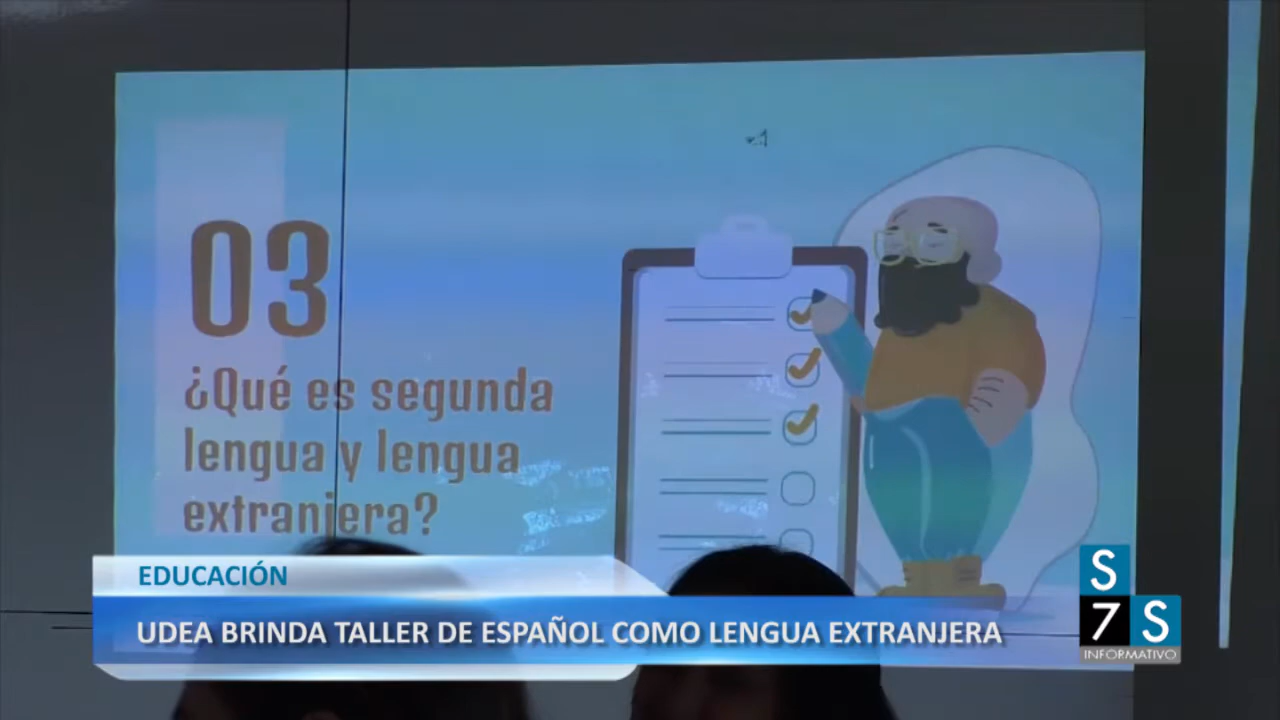 03
¿Qué es segunda
lengua y lengua
extranjera?
EDUCACIÓN
UDEA BRINDA TALLER DE ESPAÑOL COMO LENGUA EXTRANJERA
S
7 S
INFORMATIVO